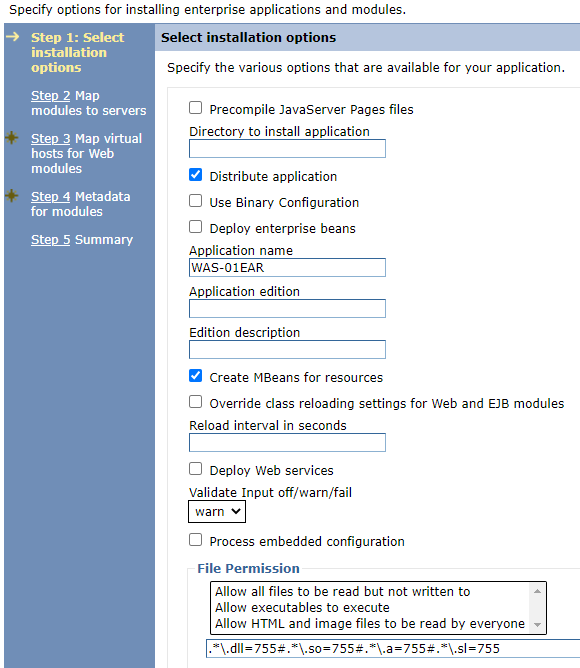 Specify options for installing enterprise applications and modules.
Step 1: Select
installation
options
Step 2 Map
modules to servers
Step 3 Map virtual
hosts for Web
modules
Step 4 Metadata
for modules
Step 5 Summary
Select installation options
Specify the various options that are available for your application.
Precompile JavaServer Pages files
Directory to install application
Distribute application
Use Binary Configuration
Deploy enterprise beans
Application name
WAS-01EAR
Application edition
Edition description
Create MBeans for resources
Override class reloading settings for Web and EJB modules
Reload interval in seconds
Deploy Web services
Validate Input off/warn/fail
warn
Process embedded configuration
File Permission
Allow all files to be read but not written to
Allow executables to execute
Allow HTML and image files to be read by everyone
.*\.dll=755#.*\.so=755#.*\.a=755#.*\.sl=755